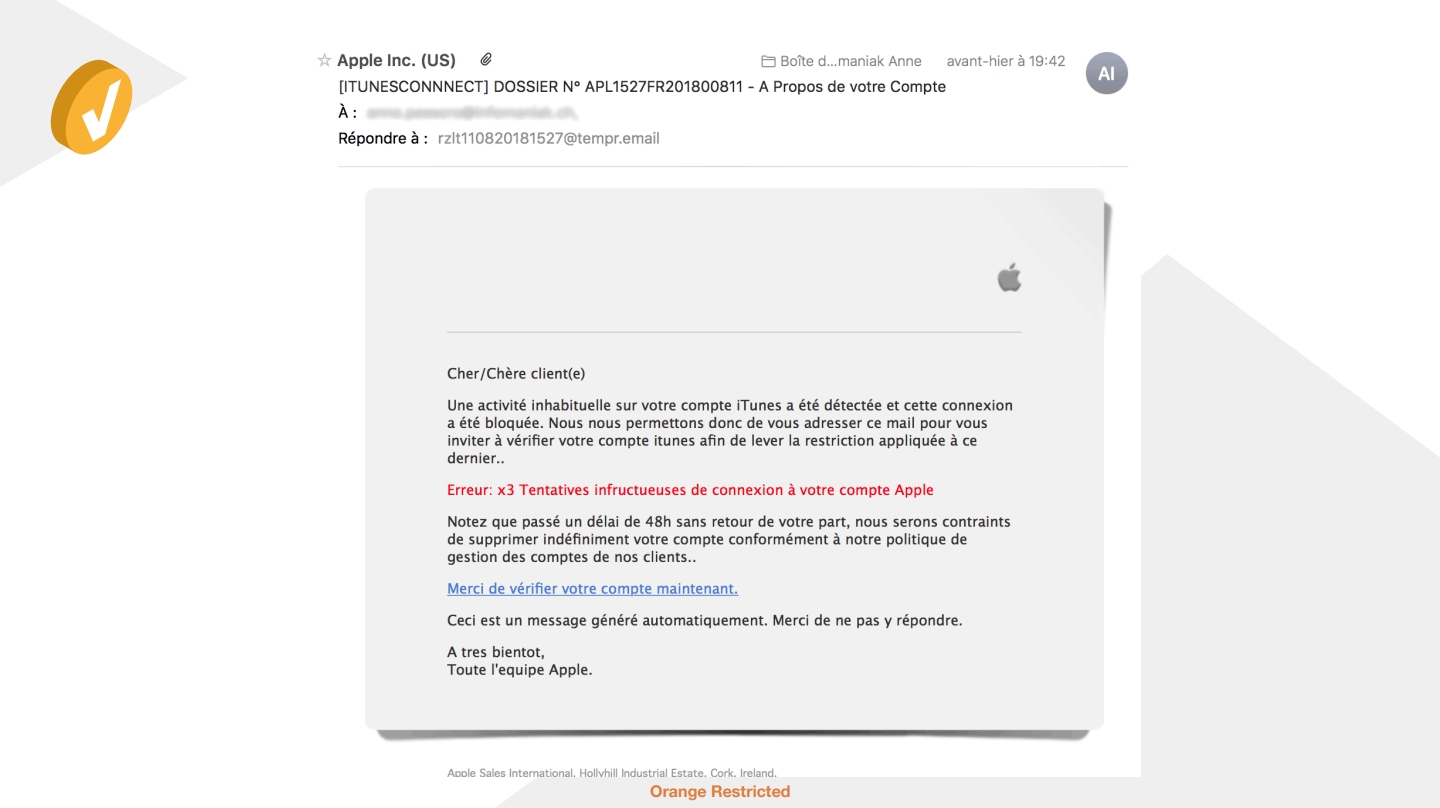 Apple Inc. (US)
Boîte d...maniak Anne
avant-hier à 19:42
AI
[ITUNESCONNNECT] DOSSIER N° APL1527FR201800811 - A Propos de votre Compte
À :
Répondre à : rzlt110820181527@tempr.email
Cher/Chère client(e)
Une activité inhabituelle sur votre compte iTunes a été détectée et cette connexion
a été bloquée. Nous nous permettons donc de vous adresser ce mail pour vous
inviter à vérifier votre compte itunes afin de lever la restriction appliquée à ce
dernier..
Erreur: x3 Tentatives infructueuses de connexion à votre compte Apple
Notez que passé un délai de 48h sans retour de votre part, nous serons contraints
de supprimer indéfiniment votre compte conformément à notre politique de
gestion des comptes de nos clients..
Merci de vérifier votre compte maintenant.
Ceci est un message généré automatiquement. Merci de ne pas y répondre.
A tres bientot,
Toute l'equipe Apple.
Apple Sales International, Hollyhill Industrial Estate, Cork, Ireland.
Orange Restricted